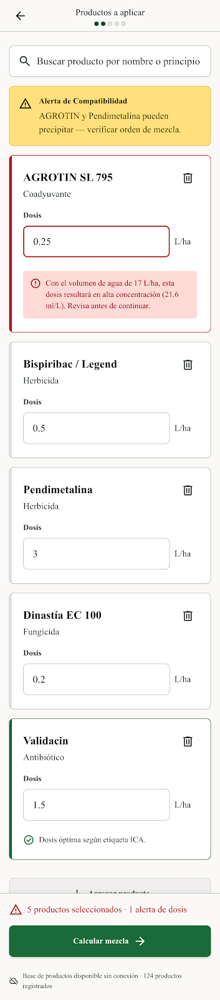 Productos a aplicar
Buscar producto por nombre o principio
Alerta de Compatibilidad
AGROTIN y Pendimetalina pueden
precipitar — verificar orden de mezcla.
AGROTIN SL 795
Coadyuvante
Dosis
0.25 L/ha
Con el volumen de agua de 17 L/ha, esta
dosis resultará en alta concentración (21.6
ml/L). Revisa antes de continuar.
Bispiribac / Legend
Herbicida
Dosis
0.5 L/ha
Pendimetalina
Herbicida
Dosis
3 L/ha
Dinastía EC 100
Fungicida
Dosis
0.2 L/ha
Validacin
Antibiótico
Dosis
1.5 L/ha
Dosis óptima según etiqueta ICA.
Agregar producto
5 productos seleccionados · 1 alerta de dosis
Calcular mezcla
Base de productos disponible sin conexión · 124 productos
registrados